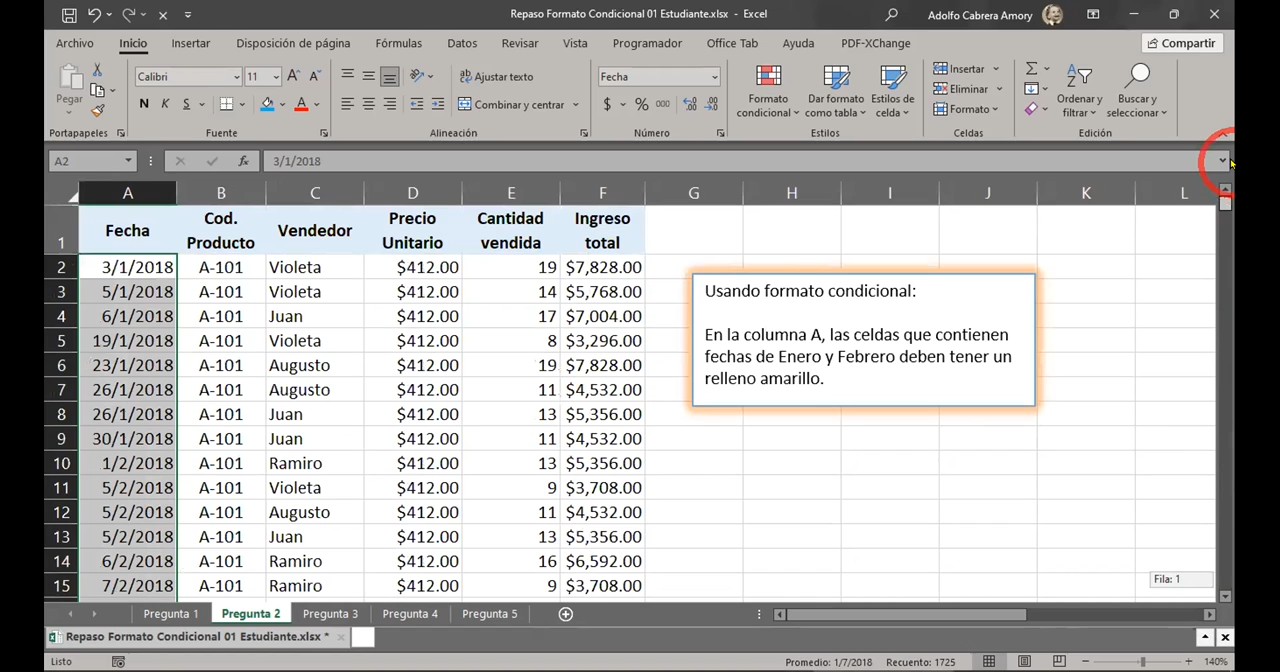 Repaso Formato Condicional 01 Estudiante.xlsx - Excel
Adolfo Cabrera Amory
Archivo Inicio Insertar Disposición de página Fórmulas Datos Revisar Vista Programador Office Tab Ayuda PDF-XChange Compartir
Pegar
Portapapeles
Calibri 11
N K S
Fuente
Ajustar texto
Combinar y centrar
Alineación
Fecha
$ % 000
Número
Formato condicional
Dar formato como tabla
Estilos de celda
Estilos
Insertar
Eliminar
Formato
Celdas
Ordenar y filtrar
Buscar y seleccionar
Edición
A2 fx 3/1/2018
A B C D E F G H I J K L
1 Fecha Cod. Producto Vendedor Precio Unitario Cantidad vendida Ingreso total
2 3/1/2018 A-101 Violeta $412.00 19 $7,828.00
3 5/1/2018 A-101 Violeta $412.00 14 $5,768.00
4 6/1/2018 A-101 Juan $412.00 17 $7,004.00
5 19/1/2018 A-101 Violeta $412.00 8 $3,296.00
6 23/1/2018 A-101 Augusto $412.00 19 $7,828.00
7 26/1/2018 A-101 Augusto $412.00 11 $4,532.00
8 26/1/2018 A-101 Juan $412.00 13 $5,356.00
9 30/1/2018 A-101 Juan $412.00 11 $4,532.00
10 1/2/2018 A-101 Ramiro $412.00 13 $5,356.00
11 5/2/2018 A-101 Violeta $412.00 9 $3,708.00
12 5/2/2018 A-101 Augusto $412.00 11 $4,532.00
13 5/2/2018 A-101 Juan $412.00 13 $5,356.00
14 6/2/2018 A-101 Ramiro $412.00 16 $6,592.00
15 7/2/2018 A-101 Ramiro $412.00 9 $3,708.00
Usando formato condicional:
En la columna A, las celdas que contienen
fechas de Enero y Febrero deben tener un
relleno amarillo.
Fila: 1
Pregunta 1 Pregunta 2 Pregunta 3 Pregunta 4 Pregunta 5
Repaso Formato Condicional 01 Estudiante.xlsx *
Listo Promedio: 1/7/2018 Recuento: 1725 140%